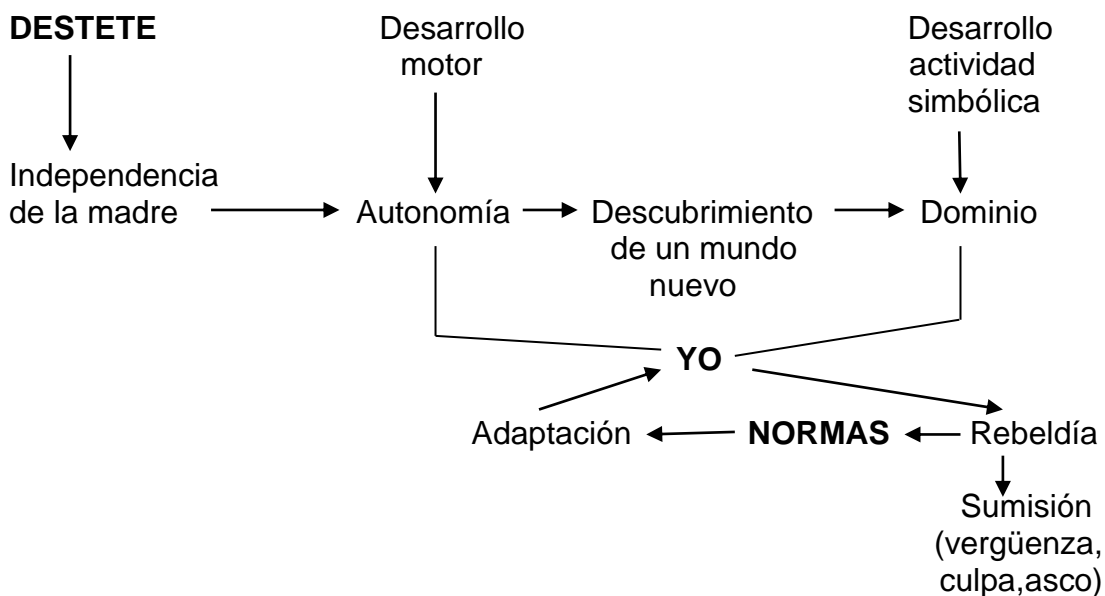 DESTETE
Desarrollo
motor
Desarrollo
actividad
simbólica
Independencia
de la madre
Autonomía
Descubrimiento
de un mundo
nuevo
Dominio
YO
Adaptación
NORMAS
Rebeldía
Sumisión
(vergüenza,
culpa,asco)